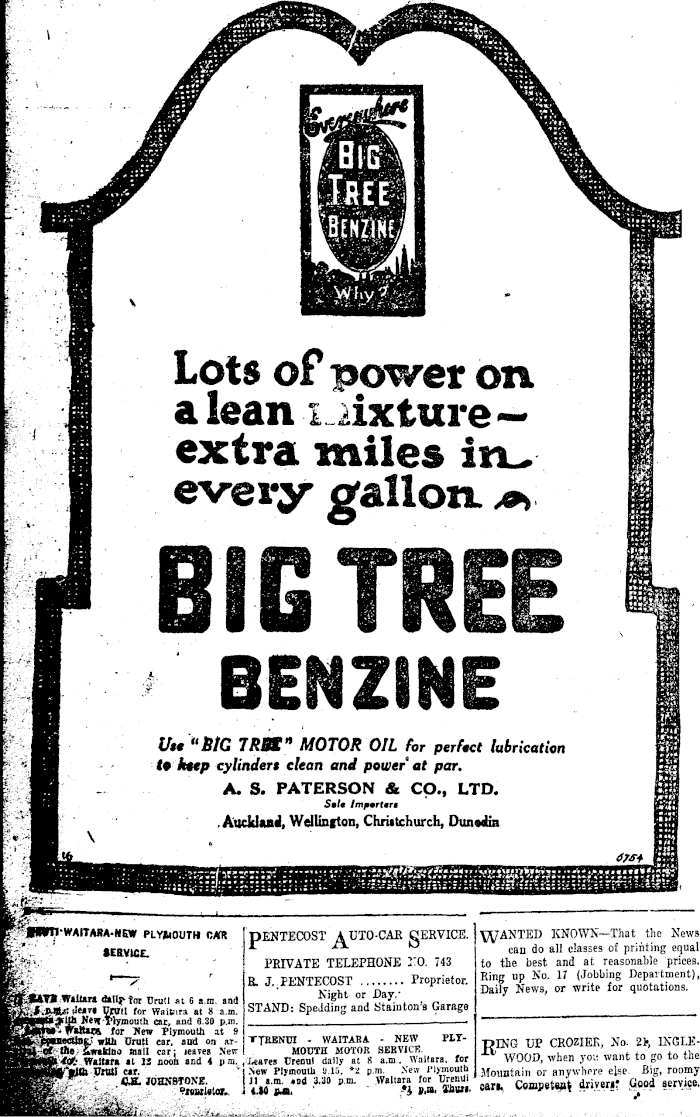 Everywhere
BIG
TREE
BENZINE
Why?
Lots of power on
a lean mixture—
extra miles in
every gallon
BIG TREE
BENZINE
Use "BIG TREE" MOTOR OIL for perfect lubrication
to keep cylinders clean and power at par.
A. S. PATERSON & CO., LTD.
Sole Importers
Auckland, Wellington, Christchurch, Dunedin
16
5754
WAITARA-NEW PLYMOUTH CAR
SERVICE.
Waitara daily for Uruti at 6 a.m. and
5 p.m.; leave Uruti for Waitara at 8 a.m.
with New Plymouth car, and 6.30 p.m.
Waitara for New Plymouth at 9
connecting with Uruti car, and on
of the Awakino mail car; leaves New
for Waitara at 12 noon and 4 p.m.
with Uruti car.
C.H. JOHNSTONE,
Proprietor.
PENTECOST AUTO-CAR SERVICE.
PRIVATE TELEPHONE NO. 743
R. J. PENTECOST ........ Proprietor.
Night or Day.
STAND: Spedding and Stainton's Garage
URENUI - WAITARA - NEW PLY-
MOUTH MOTOR SERVICE.
Leaves Urenui daily at 8 a.m. Waitara, for
New Plymouth 9.15, *2 p.m. New Plymouth
11 a.m. and 3.30 p.m. Waitara for Urenui
4.30 p.m. p.m. Thurs.
WANTED KNOWN—That the News
can do all classes of printing equal
to the best and at reasonable prices.
Ring up No. 17 (Jobbing Department),
Daily News, or write for quotations.
RING UP CROZIER, No. INGLE-
WOOD, when you want to go to the
Mountain or anywhere else. Big, roomy
cars. Competent drivers. Good service.